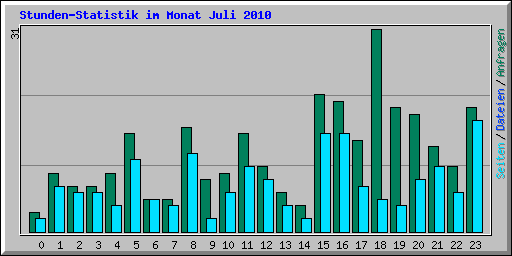 Stunden-Statistik im Monat Juli 2010
31
Seiten/Dateien/Anfragen
0 1 2 3 4 5 6 7 8 9 10 11 12 13 14 15 16 17 18 19 20 21 22 23